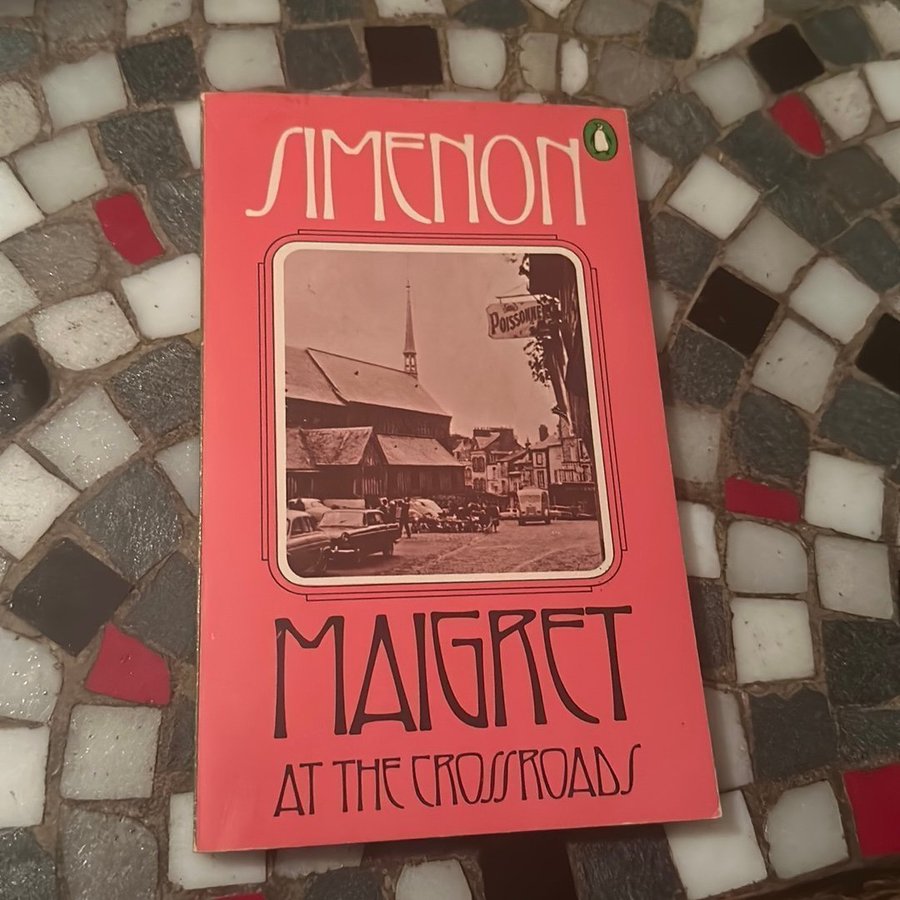 SIMENON
POISSONNE
MAIGRET
AT THE CROSSROADS